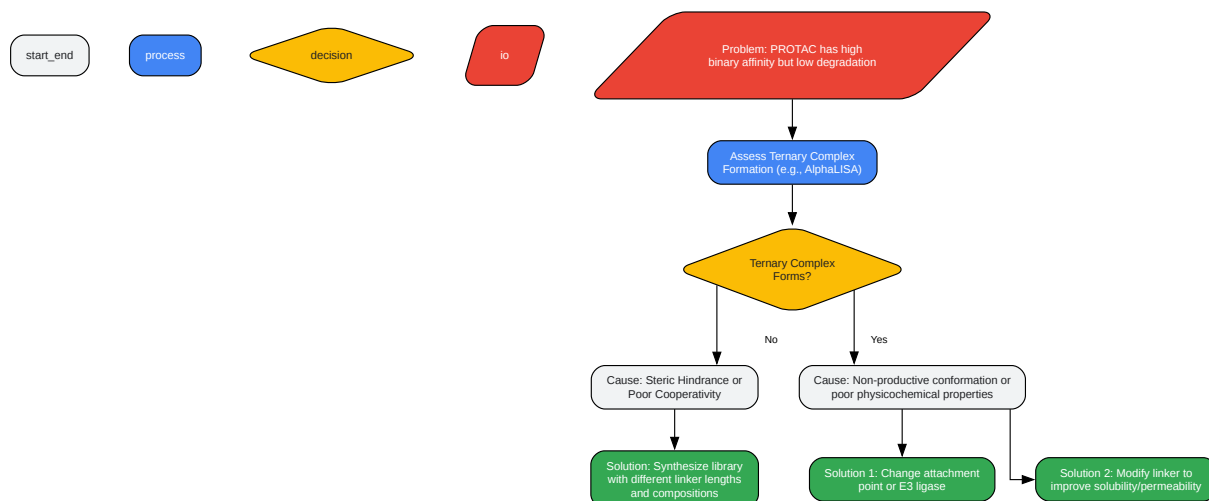 start_end
process
decision
io
Problem: PROTAC has high
binary affinity but low degradation
Assess Ternary Complex
Formation (e.g., AlphaLISA)
Ternary Complex
Forms?
No
Yes
Cause: Steric Hindrance or
Poor Cooperativity
Cause: Non-productive conformation or
poor physicochemical properties
Solution: Synthesize library
with different linker lengths
and compositions
Solution 1: Change attachment
point or E3 ligase
Solution 2: Modify linker to
improve solubility/permeability